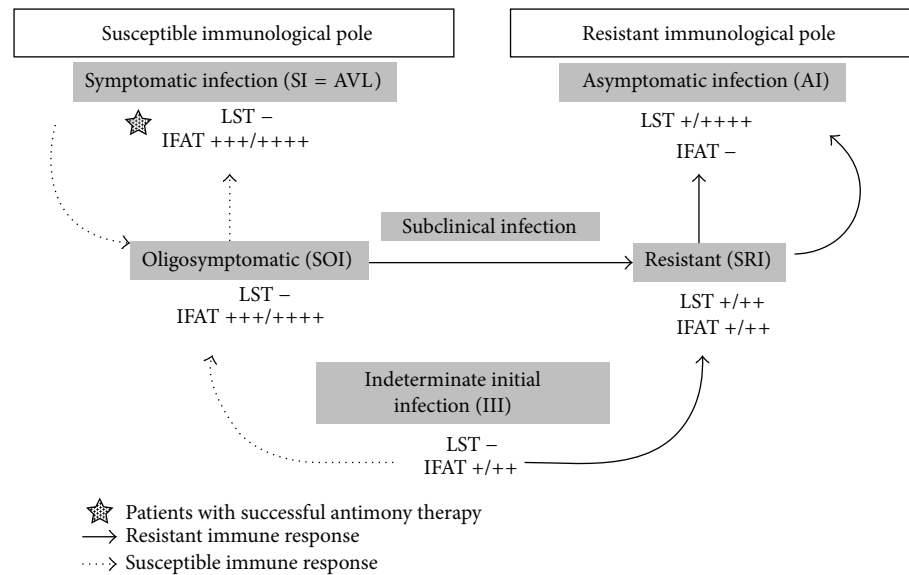 Susceptible immunological pole
Resistant immunological pole
Symptomatic infection (SI = AVL)
Asymptomatic infection (AI)
LST −
IFAT +++/++++
LST +/++++
IFAT −
Subclinical infection
Oligosymptomatic (SOI)
Resistant (SRI)
LST −
IFAT +++/++++
LST +/++
IFAT +/++
Indeterminate initial
infection (III)
LST −
IFAT +/++
Patients with successful antimony therapy
Resistant immune response
Susceptible immune response